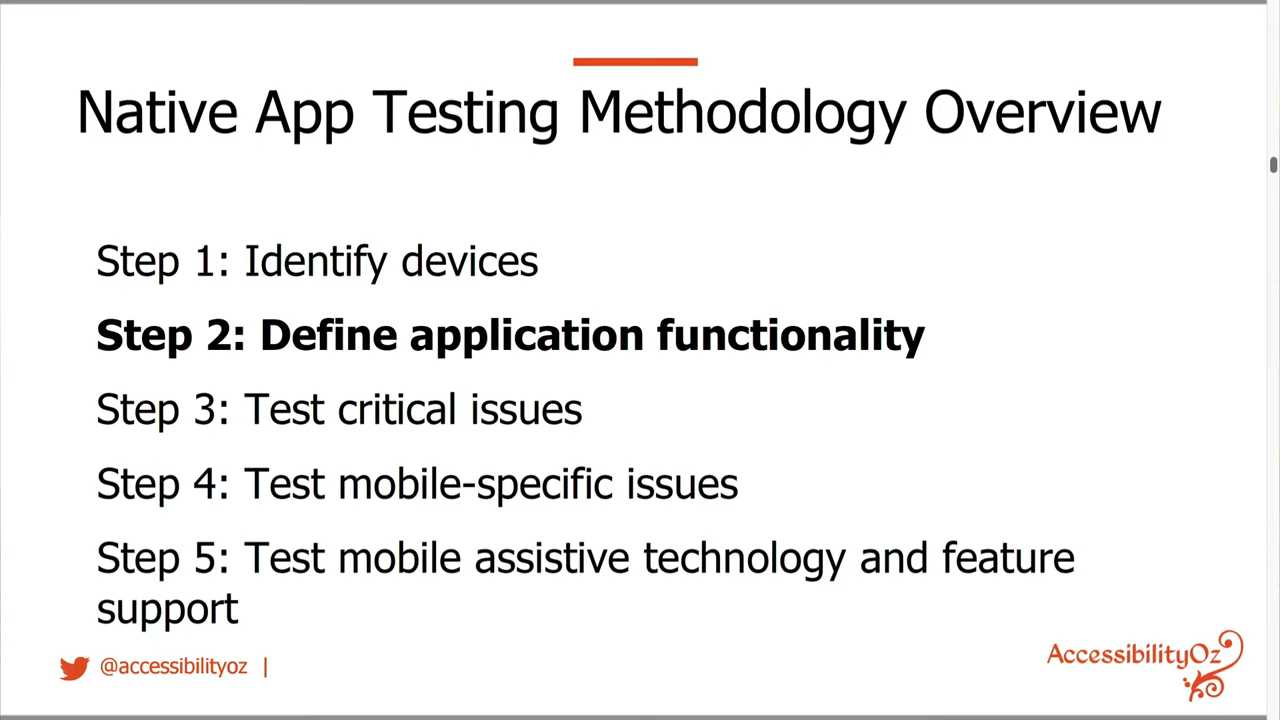 Native App Testing Methodology Overview
Step 1: Identify devices
Step 2: Define application functionality
Step 3: Test critical issues
Step 4: Test mobile-specific issues
Step 5: Test mobile assistive technology and feature
support
@accessibilityoz |
AccessibilityOz